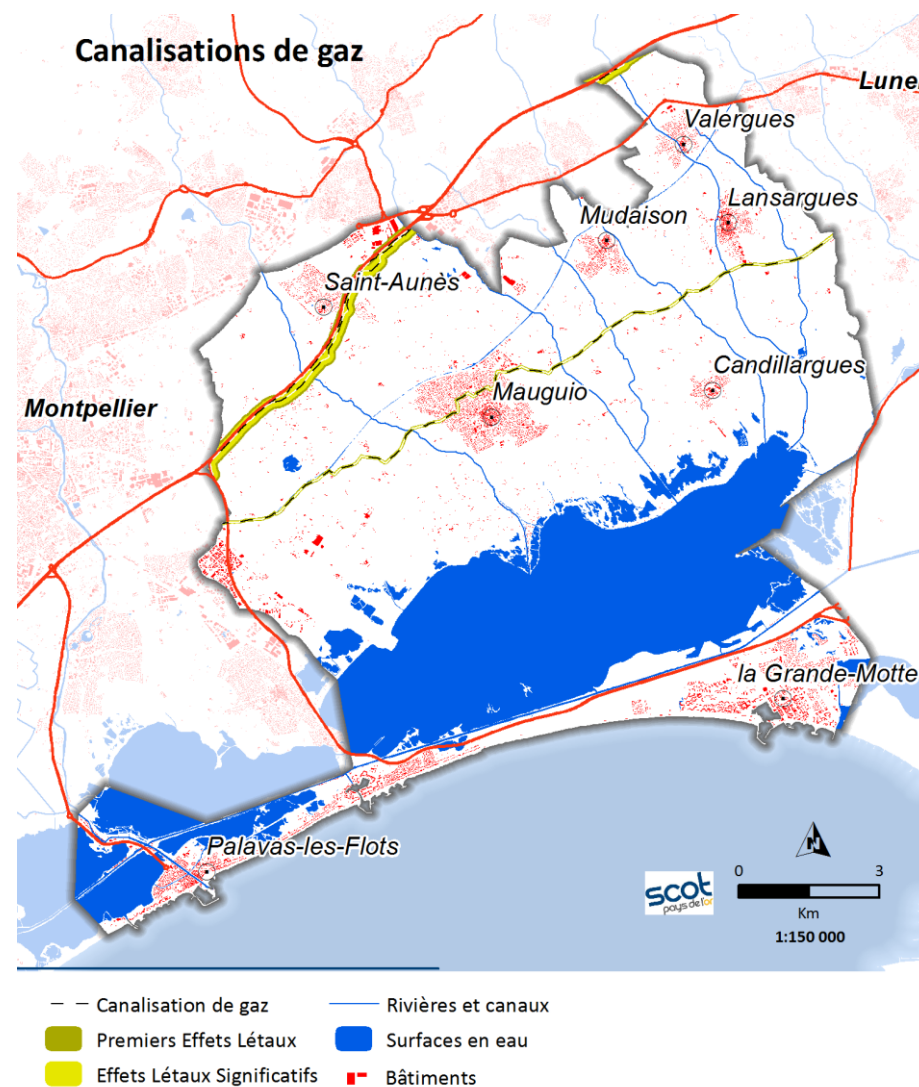 Canalisations de gaz
Lune
Valergues
Lansargues
Mudaison
Saint-Aunès
Candillargues
Montpellier
Mauguio
la Grande-Motte
Palavas-les-Flots
N
scot
pays de l'or
0 3
Km
1:150 000
Canalisation de gaz Rivières et canaux
Premiers Effets Létaux Surfaces en eau
Effets Létaux Significatifs Bâtiments